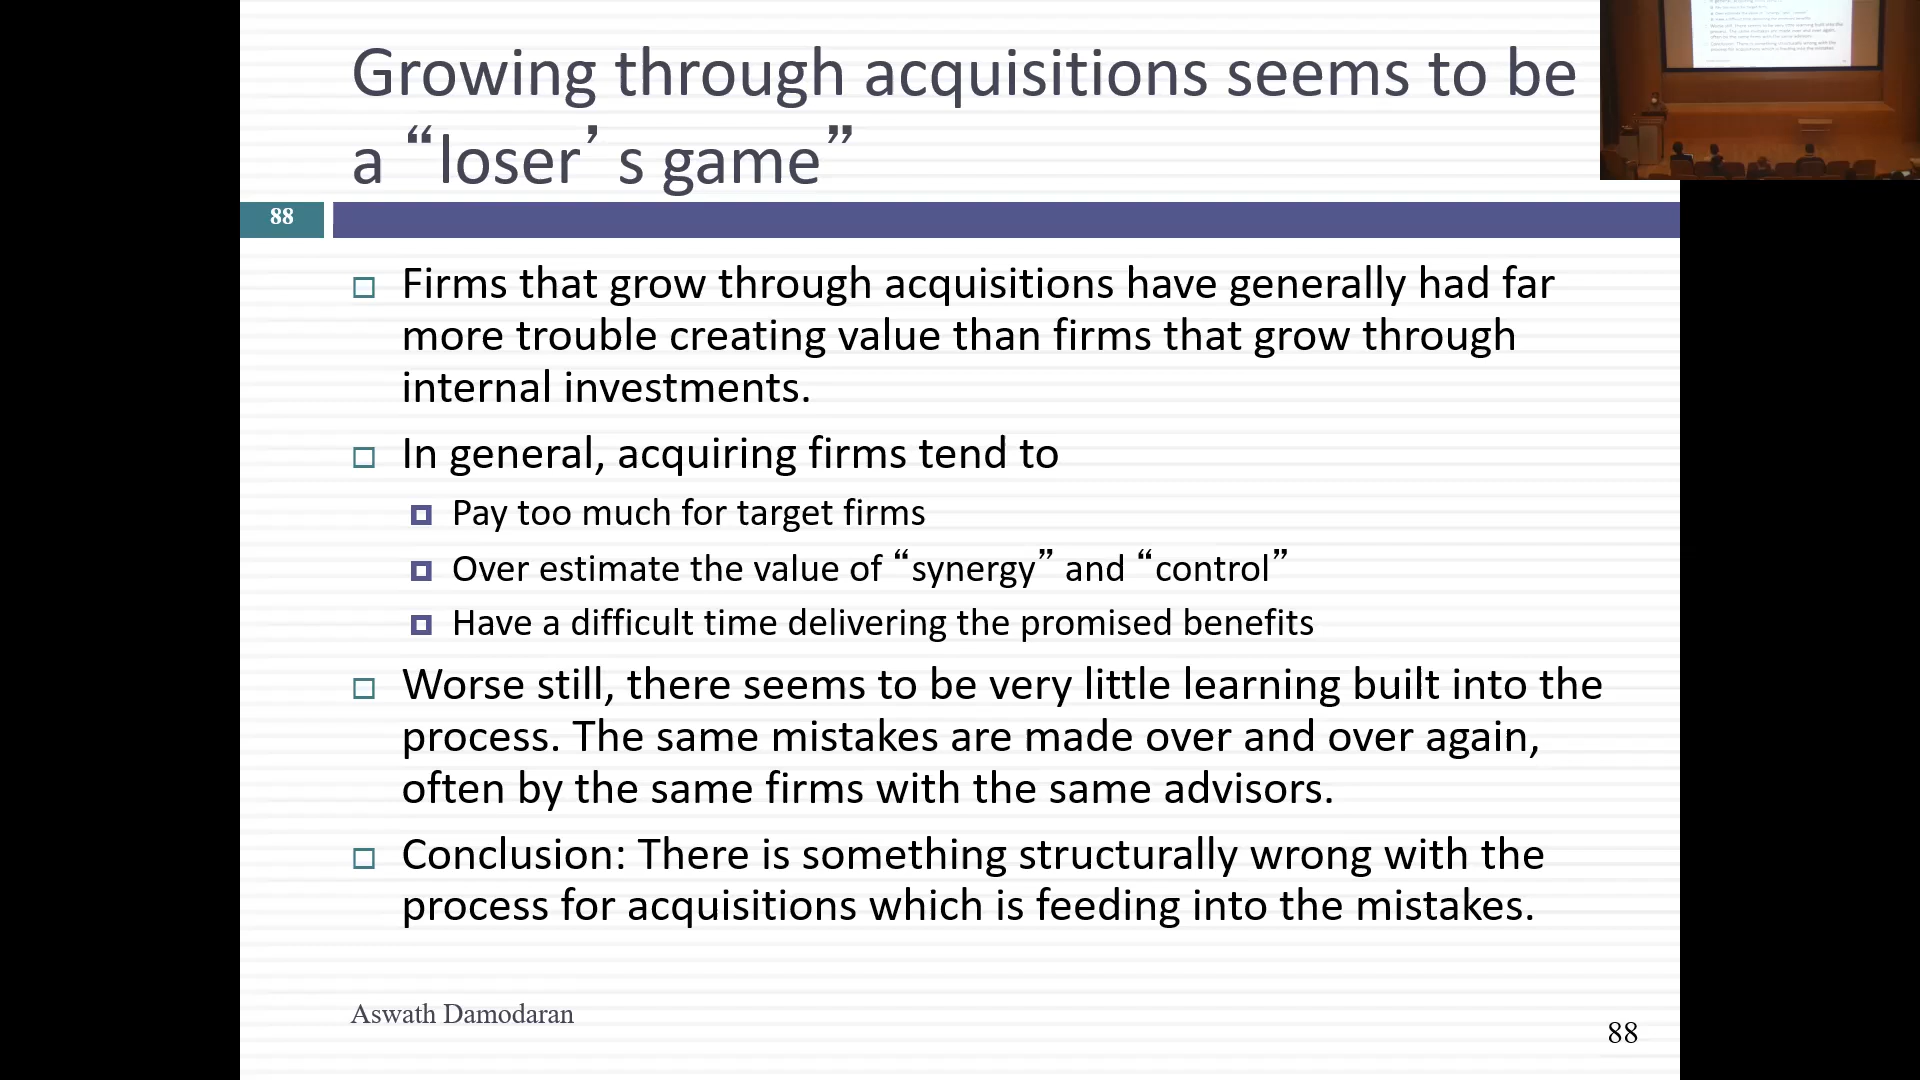 Growing through acquisitions seems to be
a “loser’s game”
88
Firms that grow through acquisitions have generally had far
more trouble creating value than firms that grow through
internal investments.
In general, acquiring firms tend to
Pay too much for target firms
Over estimate the value of “synergy” and “control”
Have a difficult time delivering the promised benefits
Worse still, there seems to be very little learning built into the
process. The same mistakes are made over and over again,
often by the same firms with the same advisors.
Conclusion: There is something structurally wrong with the
process for acquisitions which is feeding into the mistakes.
Aswath Damodaran
88